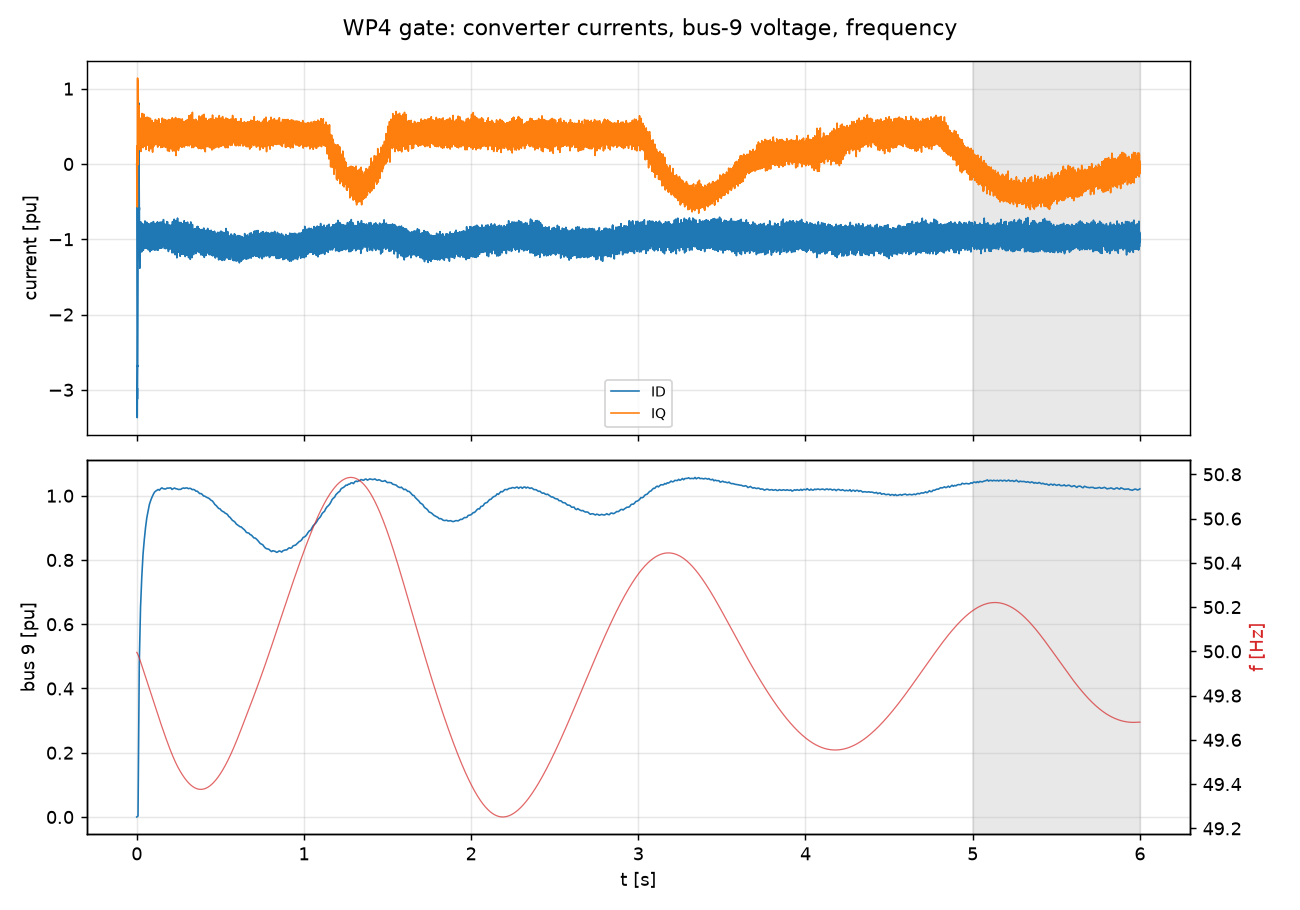 WP4 gate: converter currents, bus-9 voltage, frequency
1
0
−1
−2
−3
current [pu]
ID
IQ
1.0
0.8
0.6
0.4
0.2
0.0
bus 9 [pu]
50.8
50.6
50.4
50.2
50.0
49.8
49.6
49.4
49.2
f [Hz]
0 1 2 3 4 5 6
t [s]